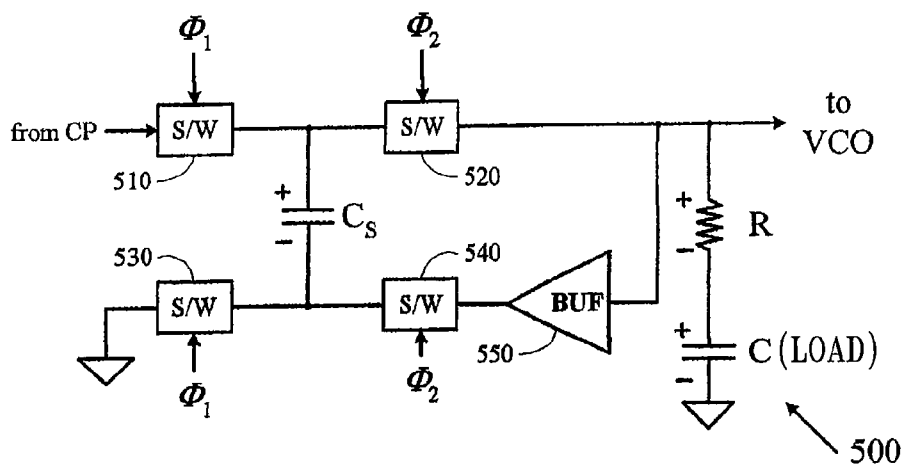 Φ1
Φ2
from CP
S/W
S/W
to
VCO
510
520
+
CS
-
+
R
-
530
540
S/W
S/W
BUF
550
+
C(LOAD)
-
Φ1
Φ2
500